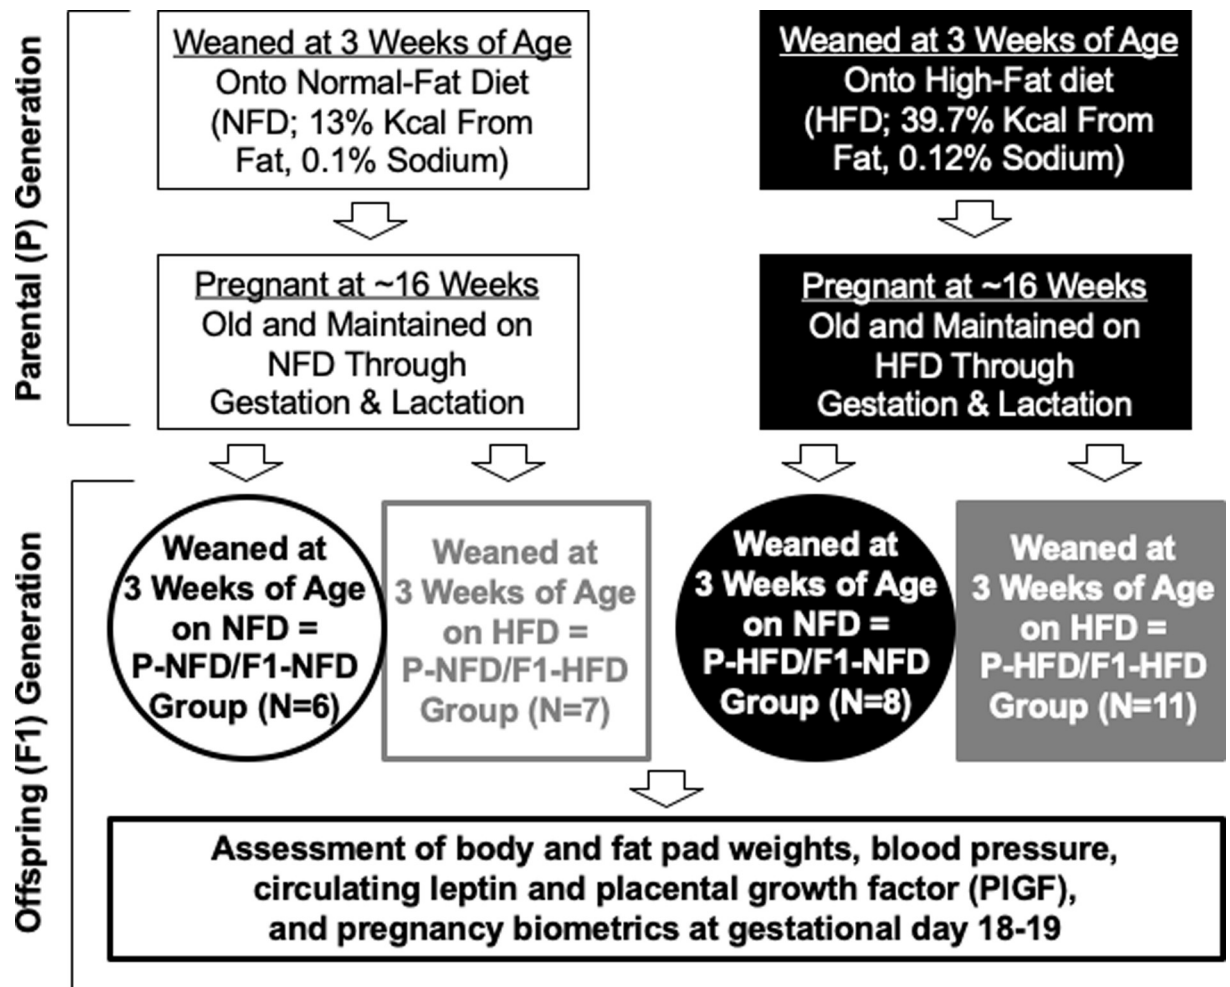 Parental (P) Generation
Weaned at 3 Weeks of Age
Onto Normal-Fat Diet
(NFD; 13% Kcal From
Fat, 0.1% Sodium)
Weaned at 3 Weeks of Age
Onto High-Fat diet
(HFD; 39.7% Kcal From
Fat, 0.12% Sodium)
Pregnant at ~16 Weeks
Old and Maintained on
NFD Through
Gestation & Lactation
Pregnant at ~16 Weeks
Old and Maintained on
HFD Through
Gestation & Lactation
Offspring (F1) Generation
Weaned at
3 Weeks of Age
on NFD =
P-NFD/F1-NFD
Group (N=6)
Weaned at
3 Weeks of Age
on HFD =
P-NFD/F1-HFD
Group (N=7)
Weaned at
3 Weeks of Age
on NFD =
P-HFD/F1-NFD
Group (N=8)
Weaned at
3 Weeks of Age
on HFD =
P-HFD/F1-HFD
Group (N=11)
Assessment of body and fat pad weights, blood pressure,
circulating leptin and placental growth factor (PlGF),
and pregnancy biometrics at gestational day 18-19